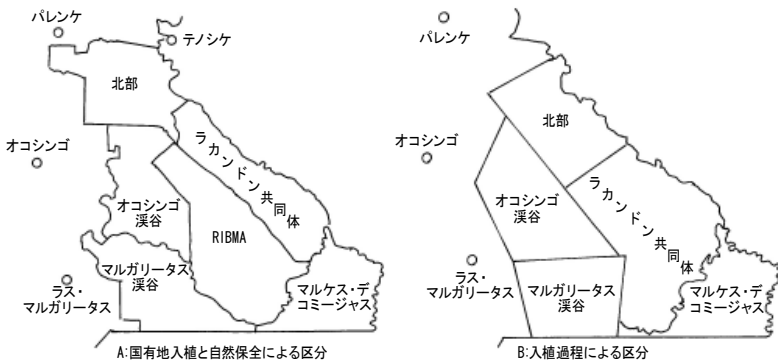 パレンケ
テノシケ
北部
オコシンゴ
ラカンドン共同体
オコシンゴ
渓谷
RIBMA
マルガリータス
渓谷
ラス・
マルガリータス
マルケス・デ
コミージャス
A:国有地入植と自然保全による区分
パレンケ
北部
オコシンゴ
ラカンドン共同体
オコシンゴ
渓谷
ラス・
マルガリータス
マルガリータス
渓谷
マルケス・デ
コミージャス
B:入植過程による区分